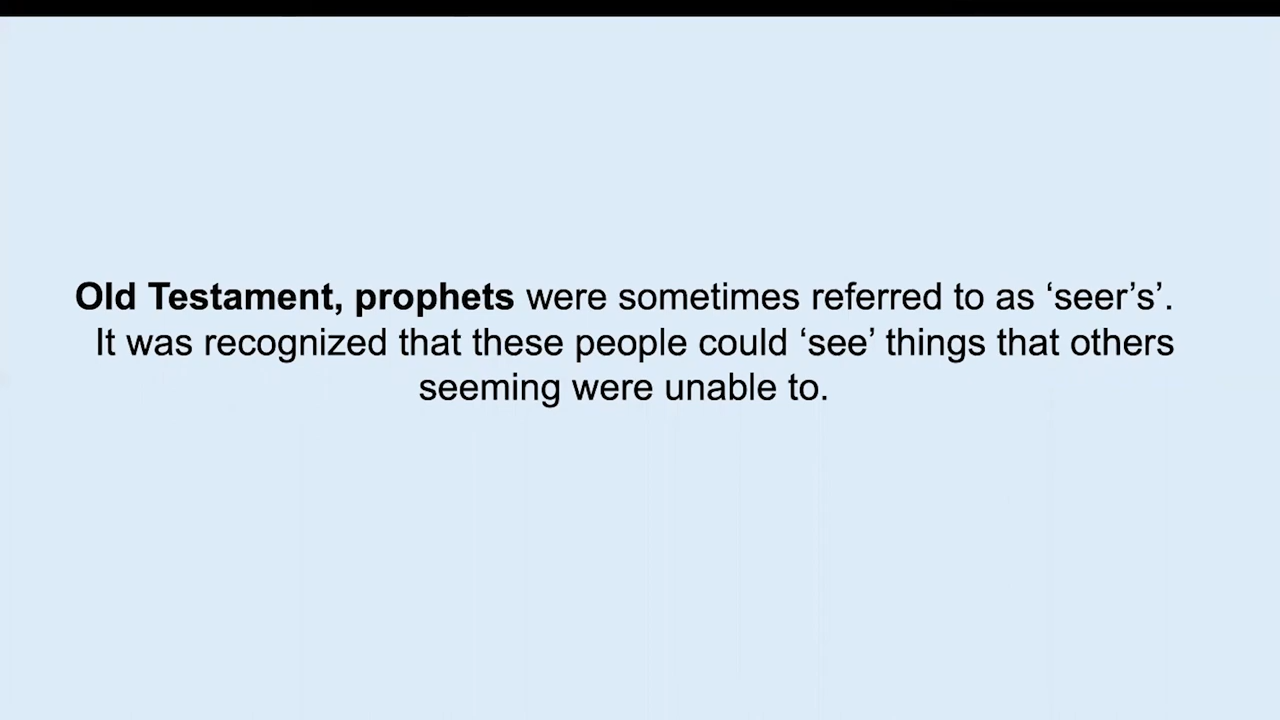 Old Testament, prophets were sometimes referred to as ‘seer’s’.
It was recognized that these people could ‘see’ things that others
seeming were unable to.